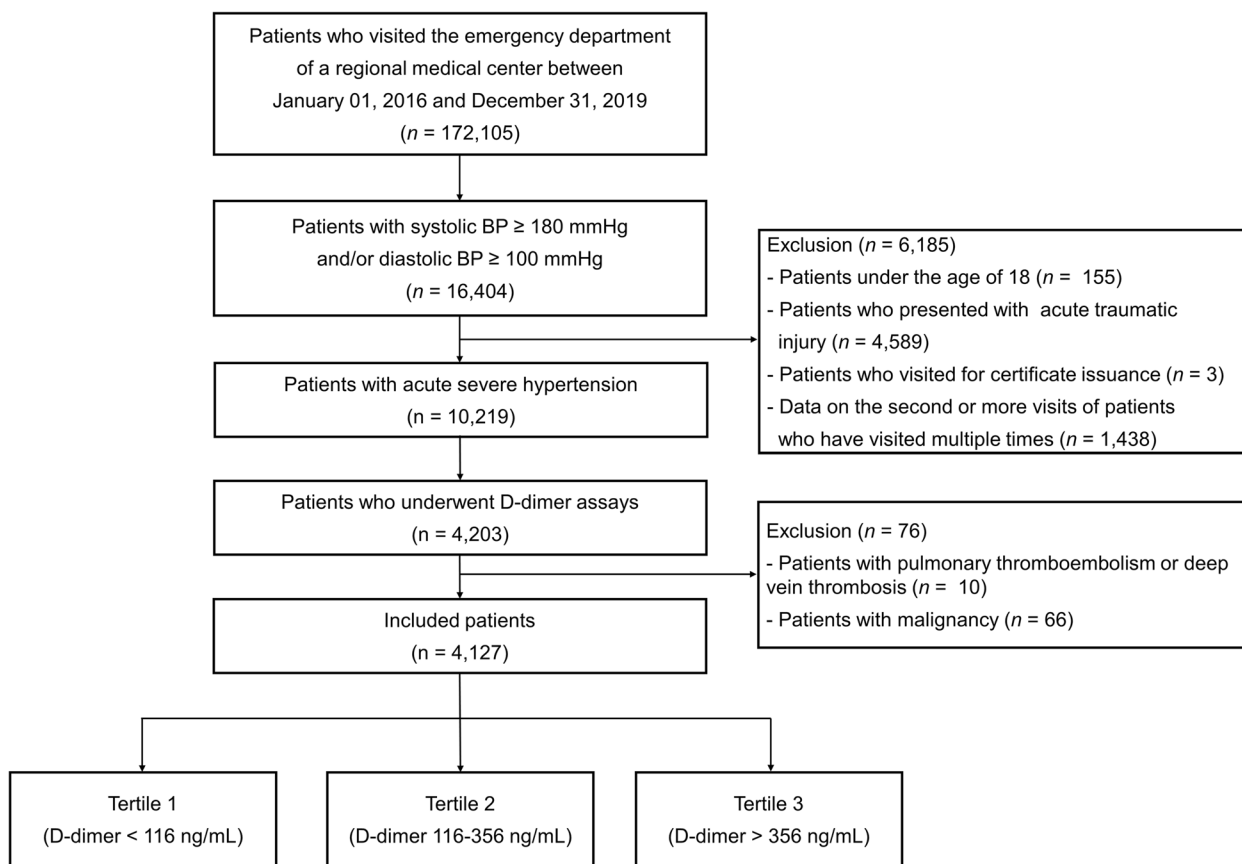 Patients who visited the emergency department
of a regional medical center between
January 01, 2016 and December 31, 2019
(n = 172,105)
Patients with systolic BP ≥ 180 mmHg
and/or diastolic BP ≥ 100 mmHg
(n = 16,404)
Exclusion (n = 6,185)
- Patients under the age of 18 (n = 155)
- Patients who presented with acute traumatic
injury (n = 4,589)
- Patients who visited for certificate issuance (n = 3)
- Data on the second or more visits of patients
who have visited multiple times (n = 1,438)
Patients with acute severe hypertension
(n = 10,219)
Patients who underwent D-dimer assays
(n = 4,203)
Exclusion (n = 76)
- Patients with pulmonary thromboembolism or deep
vein thrombosis (n = 10)
- Patients with malignancy (n = 66)
Included patients
(n = 4,127)
Tertile 1
(D-dimer < 116 ng/mL)
Tertile 2
(D-dimer 116-356 ng/mL)
Tertile 3
(D-dimer > 356 ng/mL)